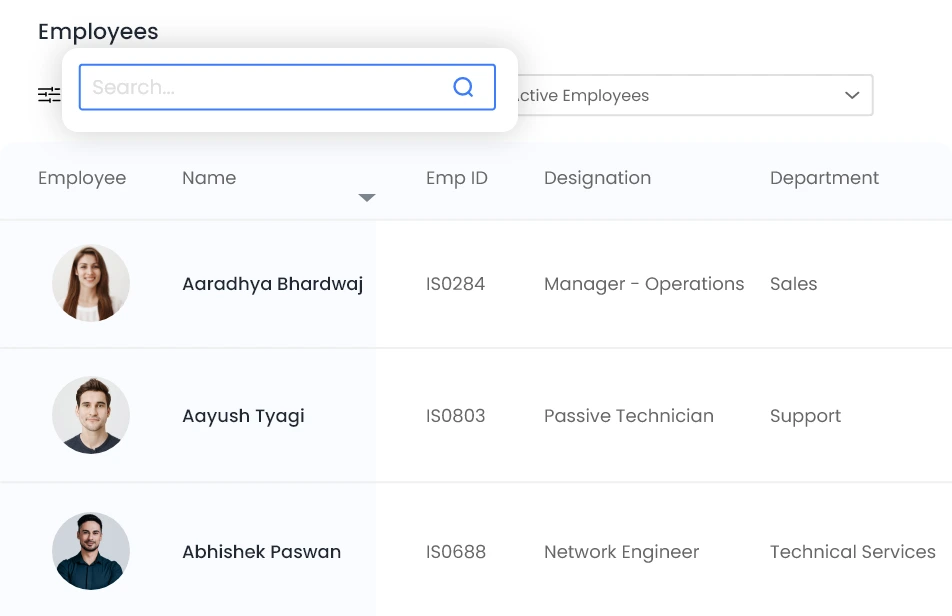 Employees
Search...
ctive Employees
Employee Name Emp ID Designation Department
Aaradhya Bhardwaj IS0284 Manager - Operations Sales
Aayush Tyagi IS0803 Passive Technician Support
Abhishek Paswan IS0688 Network Engineer Technical Services